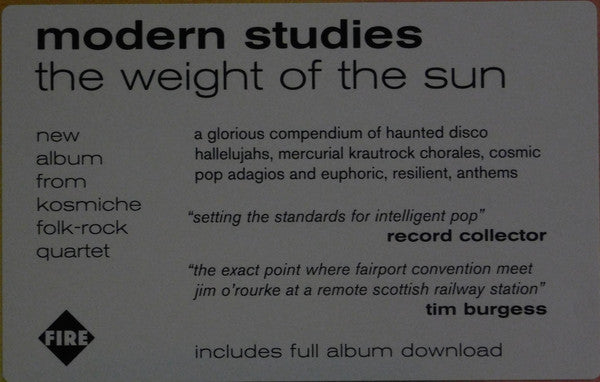 modern studies
the weight of the sun
new
album
from
kosmiche
folk-rock
quartet
a glorious compendium of haunted disco
hallelujahs, mercurial krautrock chorales, cosmic
pop adagios and euphoric, resilient, anthems
“setting the standards for intelligent pop”
record collector
“the exact point where fairport convention meet
jim o’rourke at a remote scottish railway station”
tim burgess
FIRE
includes full album download